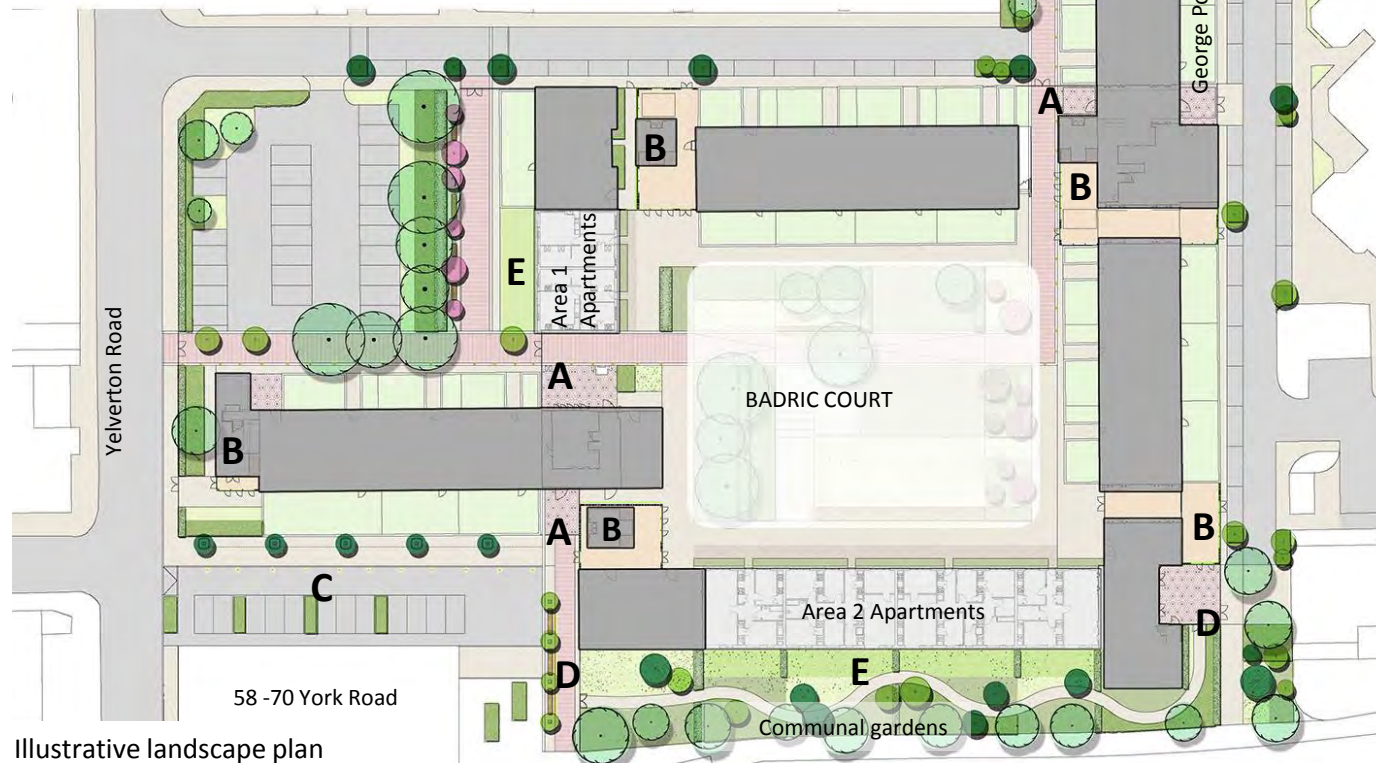 George Po
A
B
B
Area 1
Apartments
E
Yelverton Road
A
BADRIC COURT
B
A
B
B
C
Area 2 Apartments
D
D
E
58 -70 York Road
Communal gardens
Illustrative landscape plan